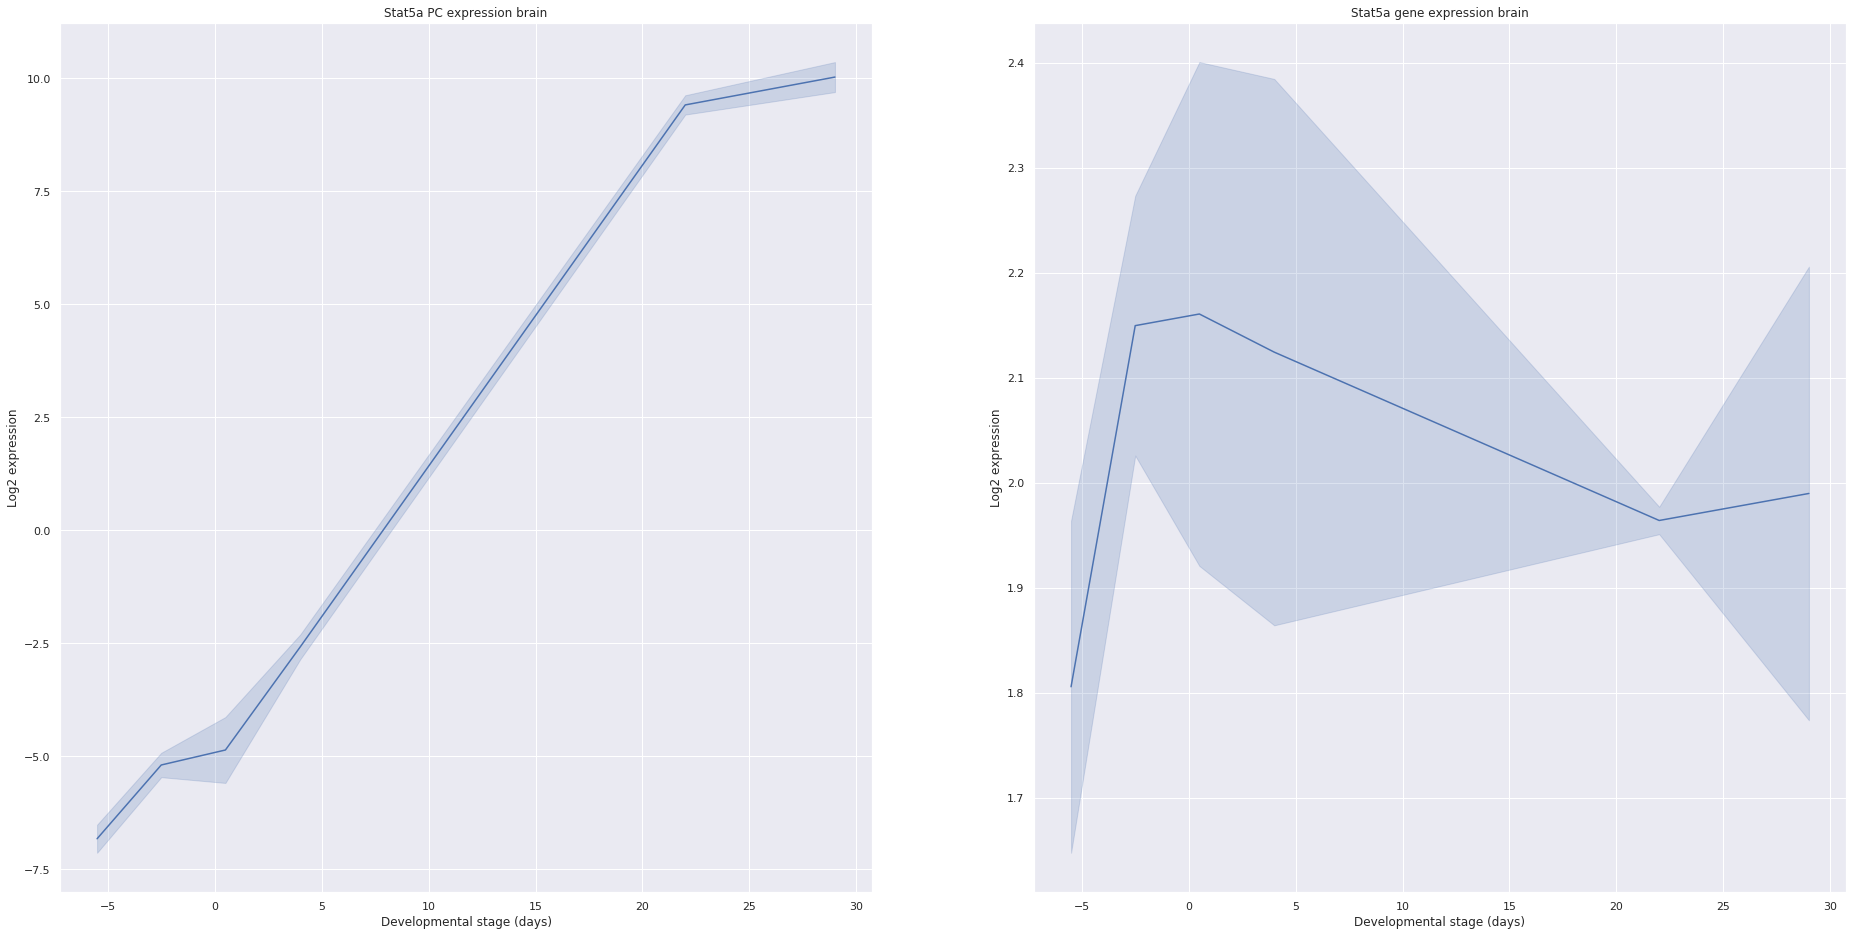 Stat5a PC expression brain
Log2 expression
10.0
7.5
5.0
2.5
0.0
−2.5
−5.0
−7.5
−5 0 5 10 15 20 25 30
Developmental stage (days)
Stat5a gene expression brain
Log2 expression
2.4
2.3
2.2
2.1
2.0
1.9
1.8
1.7
−5 0 5 10 15 20 25 30
Developmental stage (days)